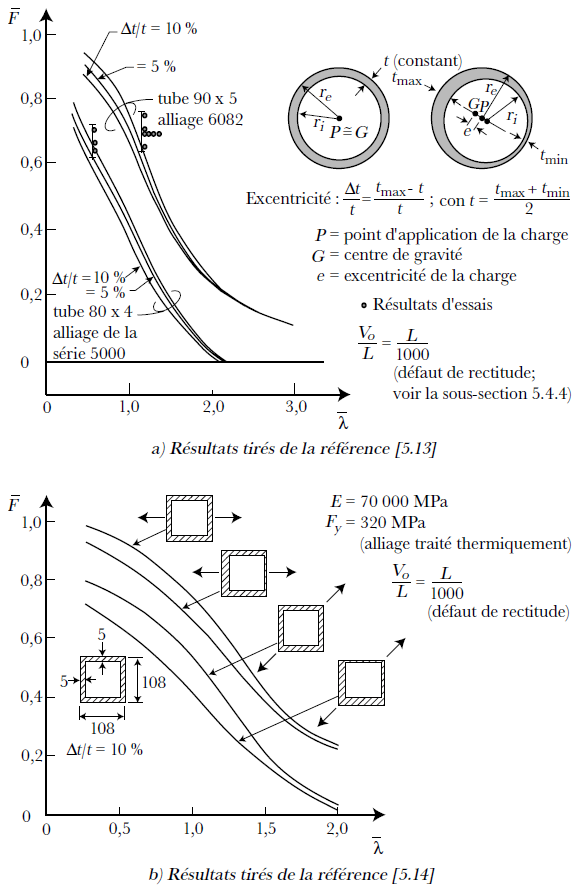 F̅
1,0
0,8
0,6
0,4
0,2
0
1,0
2,0
3,0
λ̅
Δt/t = 10 %
= 5 %
tube 90 x 5
alliage 6082
Δt/t = 10 %
= 5 %
tube 80 x 4
alliage de la
série 5000
t (constant)
r_e
r_i
P ≅ G
t_max
r_e
G P
r_i
e
t_min
Excentricité : Δt/t = (t_max - t)/t ; con t = (t_max + t_min)/2
P = point d'application de la charge
G = centre de gravité
e = excentricité de la charge
Résultats d'essais
V_o/L = L/1000
(défaut de rectitude;
voir la sous-section 5.4.4)
a) Résultats tirés de la référence [5.13]
F̅
1,0
0,8
0,6
0,4
0,2
0
0,5
1,0
1,5
2,0
λ̅
E = 70 000 MPa
F_y = 320 MPa
(alliage traité thermiquement)
V_o/L = L/1000
(défaut de rectitude)
5
5
108
108
Δt/t = 10 %
b) Résultats tirés de la référence [5.14]